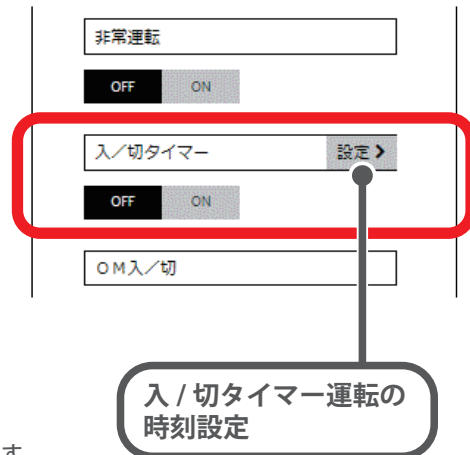 非常運転
OFF ON
入／切タイマー 設定❯
OFF ON
ＯＭ入／切
入 / 切タイマー運転の
時刻設定
す